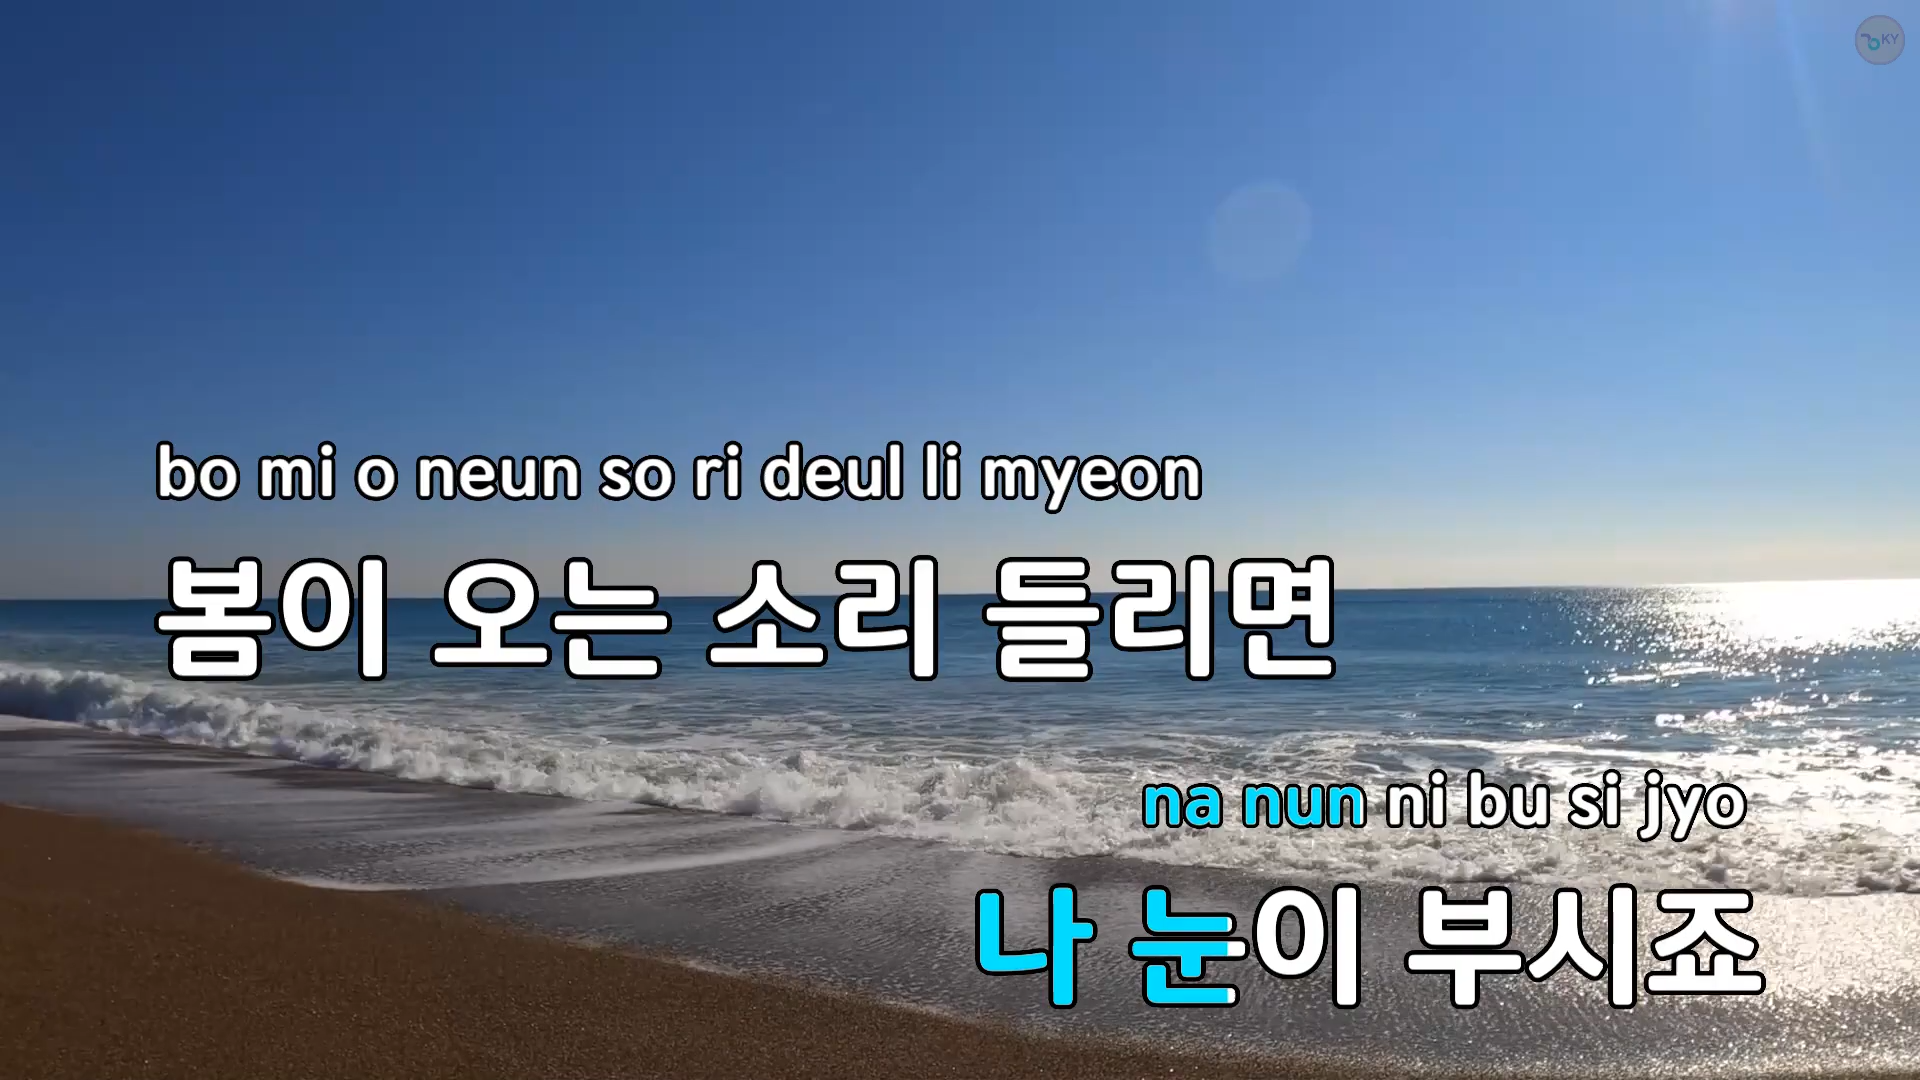 KY
bo mi o neun so ri deul li myeon
봄이 오는 소리 들리면
na nun ni bu si jyo
나 눈이 부시죠